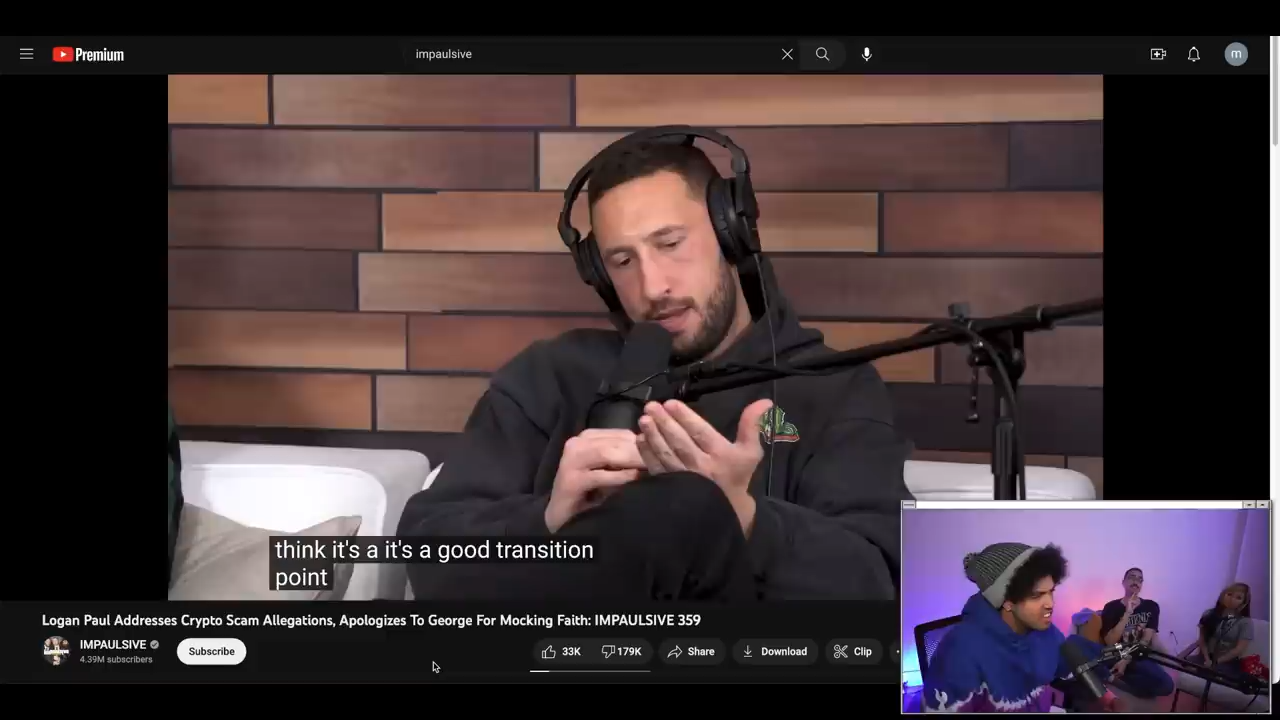 Premium
impaulsive
m
think it's a it's a good transition
point
Logan Paul Addresses Crypto Scam Allegations, Apologizes To George For Mocking Faith: IMPAULSIVE 359
IMPAULSIVE
4.39M subscribers
Subscribe
33K
179K
Share
Download
Clip